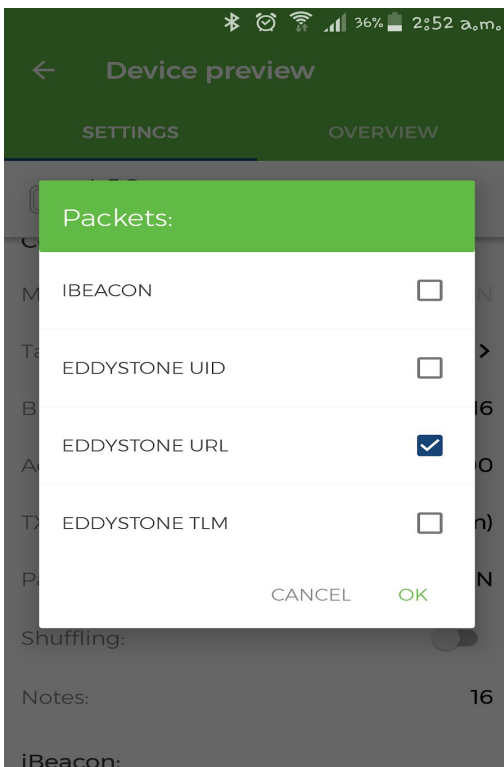 36% 2:52 a.m.
Device preview
SETTINGS OVERVIEW
Packets:
IBEACON
EDDYSTONE UID
EDDYSTONE URL
EDDYSTONE TLM
CANCEL OK
Shuffling:
Notes: 16
iBeacon: